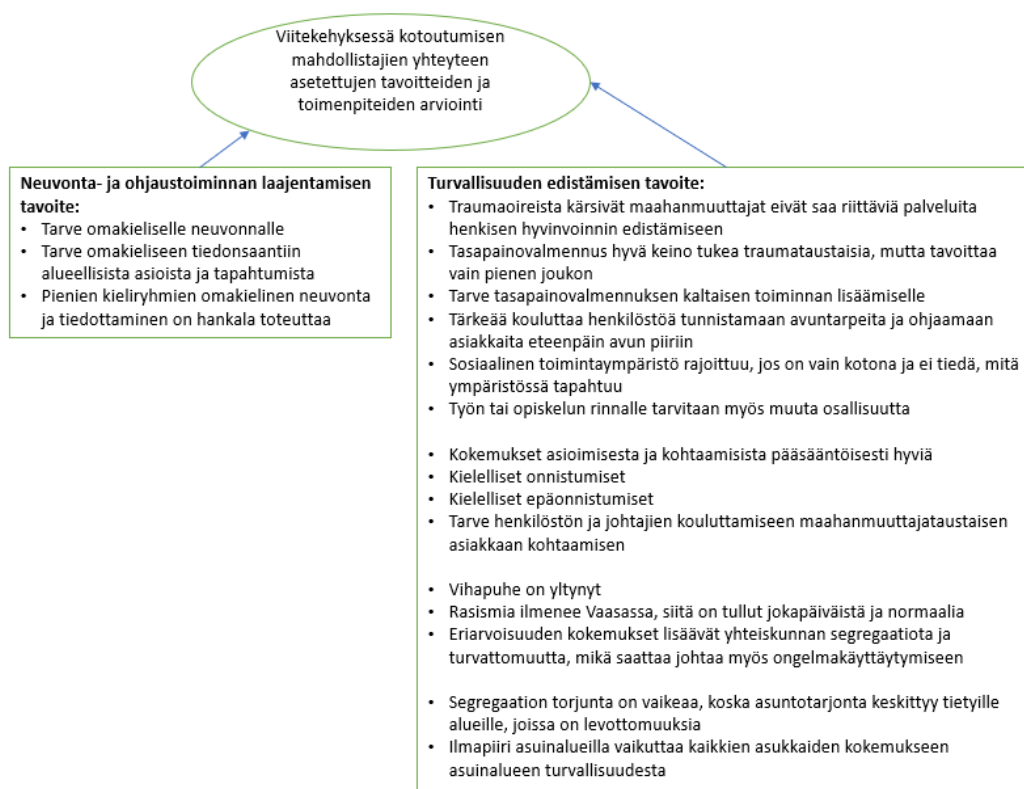 Viitekehyksessä kotoutumisen
mahdollistajien yhteyteen
asetettujen tavoitteiden ja
toimenpiteiden arviointi
Neuvonta- ja ohjaustoiminnan laajentamisen
tavoite:
• Tarve omakieliselle neuvonnalle
• Tarve omakieliseen tiedonsaantiin
alueellisista asioista ja tapahtumista
• Pienien kieliryhmien omakielinen neuvonta
ja tiedottaminen on hankala toteuttaa
Turvallisuuden edistämisen tavoite:
• Traumaoireista kärsivät maahanmuuttajat eivät saa riittäviä palveluita
henkisen hyvinvoinnin edistämiseen
• Tasapainovalmennus hyvä keino tukea traumataustaisia, mutta tavoittaa
vain pienen joukon
• Tarve tasapainovalmennuksen kaltaisen toiminnan lisäämiselle
• Tärkeää kouluttaa henkilöstöä tunnistamaan avuntarpeita ja ohjaamaan
asiakkaita eteenpäin avun piiriin
• Sosiaalinen toimintaympäristö rajoittuu, jos on vain kotona ja ei tiedä, mitä
ympäristössä tapahtuu
• Työn tai opiskelun rinnalle tarvitaan myös muuta osallisuutta
• Kokemukset asioimisesta ja kohtaamisista pääsääntöisesti hyviä
• Kielelliset onnistumiset
• Kielelliset epäonnistumiset
• Tarve henkilöstön ja johtajien kouluttamiseen maahanmuuttajataustaisen
asiakkaan kohtaamisen
• Vihapuhe on yltynyt
• Rasismia ilmenee Vaasassa, siitä on tullut jokapäiväistä ja normaalia
• Eriarvoisuuden kokemukset lisäävät yhteiskunnan segregaatiota ja
turvattomuutta, mikä saattaa johtaa myös ongelmakäyttäytymiseen
• Segregaation torjunta on vaikeaa, koska asuntotarjonta keskittyy tietyille
alueille, joissa on levottomuuksia
• Ilmapiiri asuinalueilla vaikuttaa kaikkien asukkaiden kokemukseen
asuinalueen turvallisuudesta